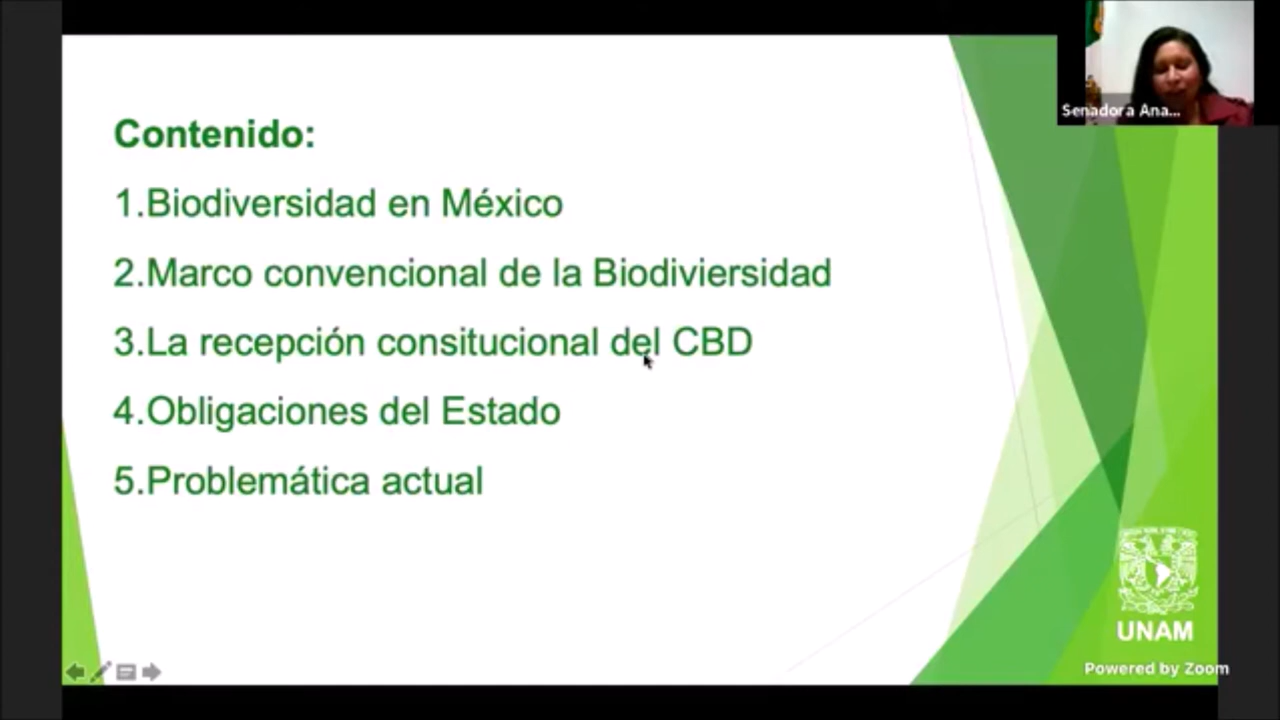 Senadora Ana...
Contenido:
1.Biodiversidad en México
2.Marco convencional de la Biodiviersidad
3.La recepción consitucional del CBD
4.Obligaciones del Estado
5.Problemática actual
UNAM
Powered by Zoom